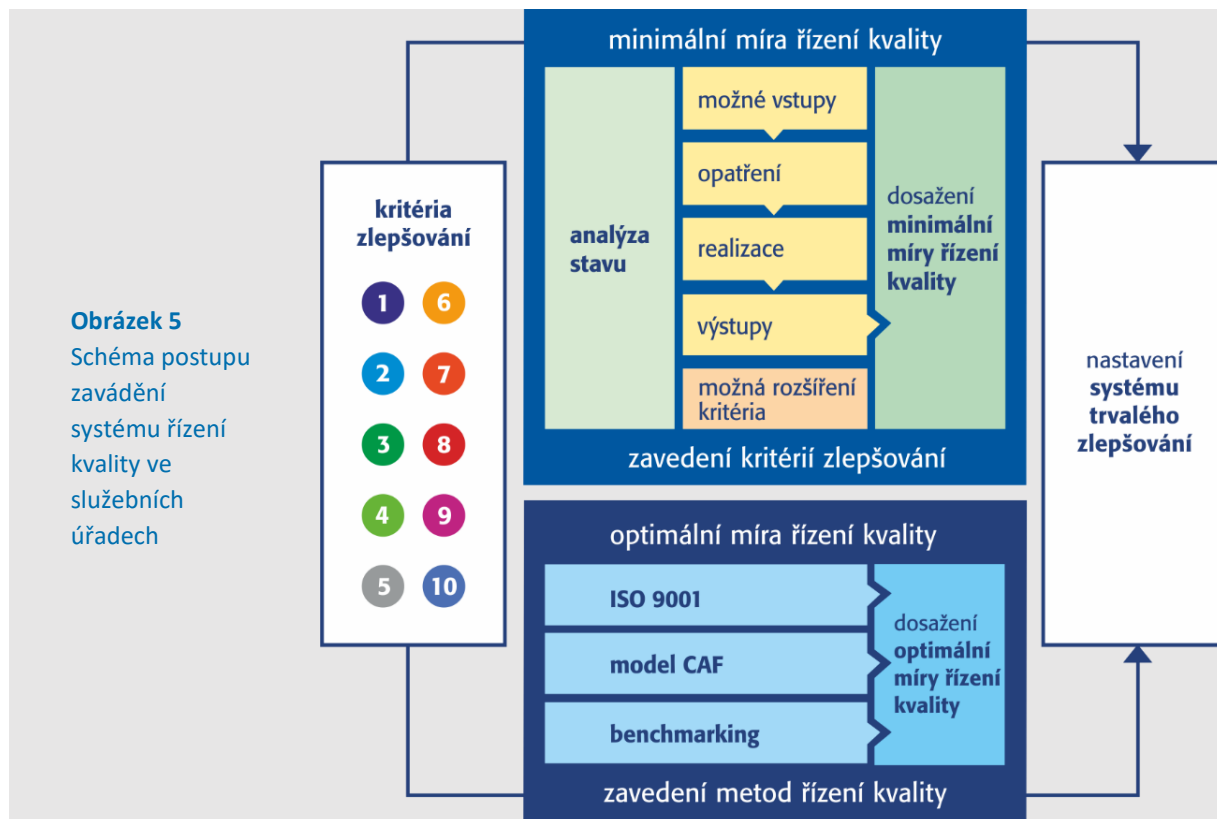 Obrázek 5
Schéma postupu
zavádění
systému řízení
kvality ve
služebních
úřadech
kritéria
zlepšování
1 6
2 7
3 8
4 9
5 10
minimální míra řízení kvality
analýza
stavu
možné vstupy
opatření
realizace
výstupy
možná rozšíření
kritéria
dosažení
minimální
míry řízení
kvality
zavedení kritérií zlepšování
optimální míra řízení kvality
ISO 9001
model CAF
benchmarking
dosažení
optimální
míry řízení
kvality
zavedení metod řízení kvality
nastavení
systému
trvalého
zlepšování